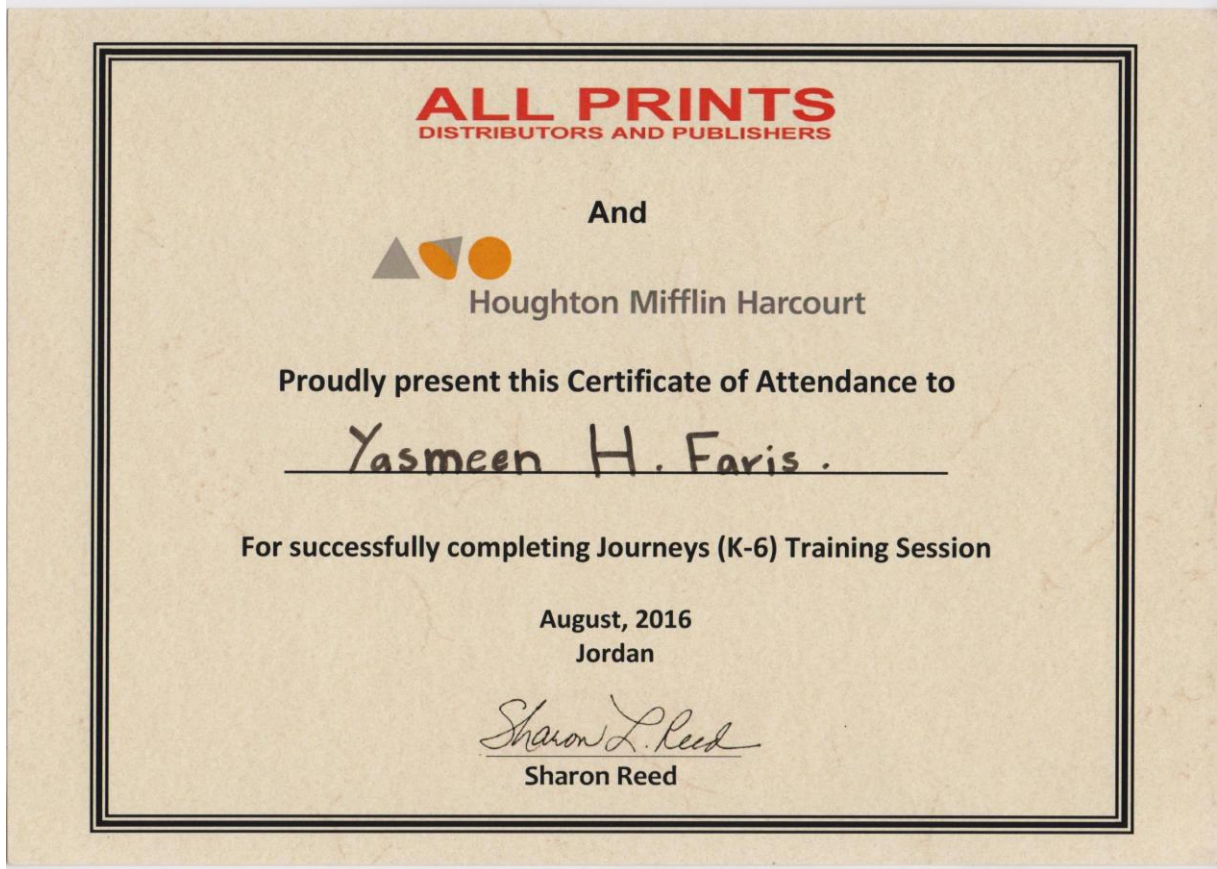 ALL PRINTS
DISTRIBUTORS AND PUBLISHERS
And
Houghton Mifflin Harcourt
Proudly present this Certificate of Attendance to
Yasmeen H. Faris.
For successfully completing Journeys (K-6) Training Session
August, 2016
Jordan
Sharon L. Reed
Sharon Reed